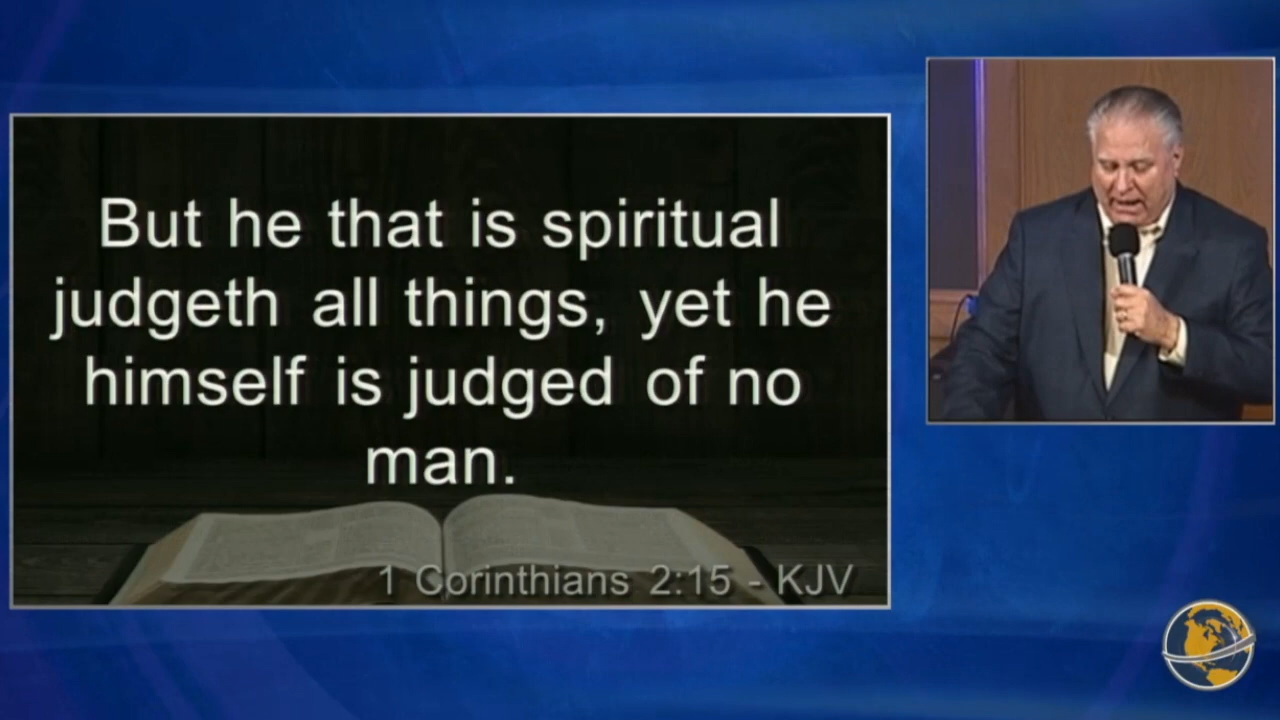 But he that is spiritual
judgeth all things, yet he
himself is judged of no
man.
1 Corinthians 2:15 - KJV